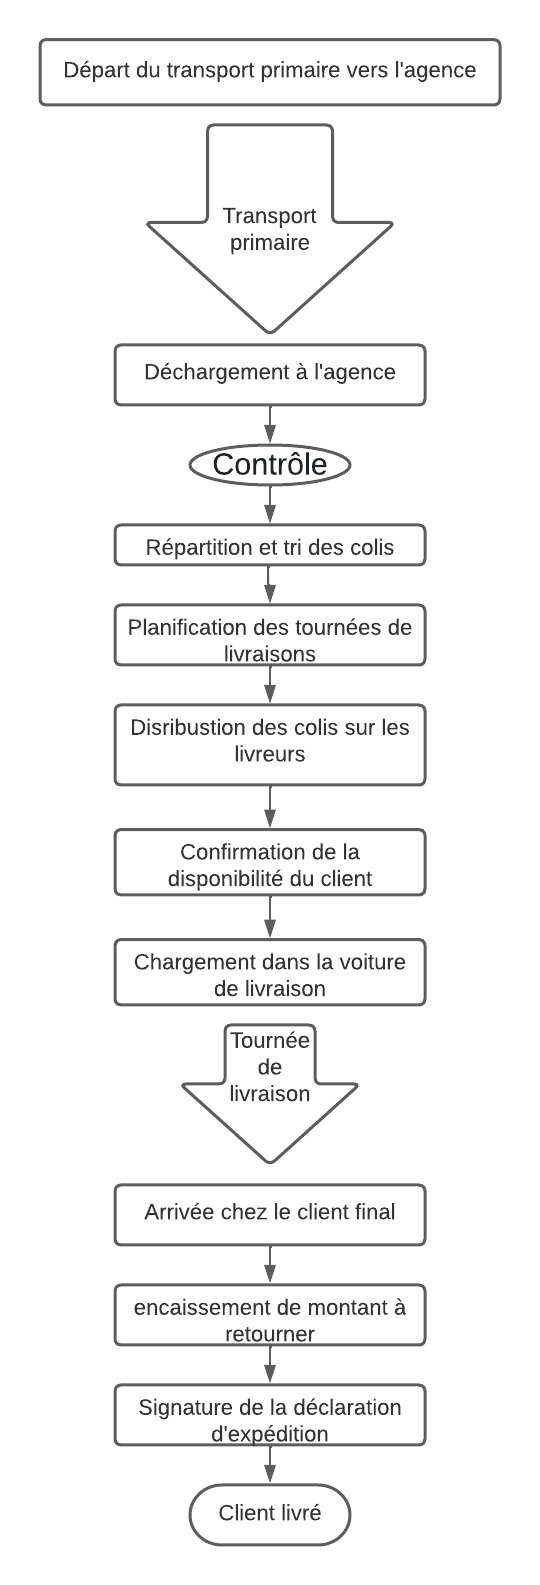 Départ du transport primaire vers l'agence
Transport
primaire
Déchargement à l'agence
Contrôle
Répartition et tri des colis
Planification des tournées de
livraisons
Disribustion des colis sur les
livreurs
Confirmation de la
disponibilité du client
Chargement dans la voiture
de livraison
Tournée
de
livraison
Arrivée chez le client final
encaissement de montant à
retourner
Signature de la déclaration
d'expédition
Client livré